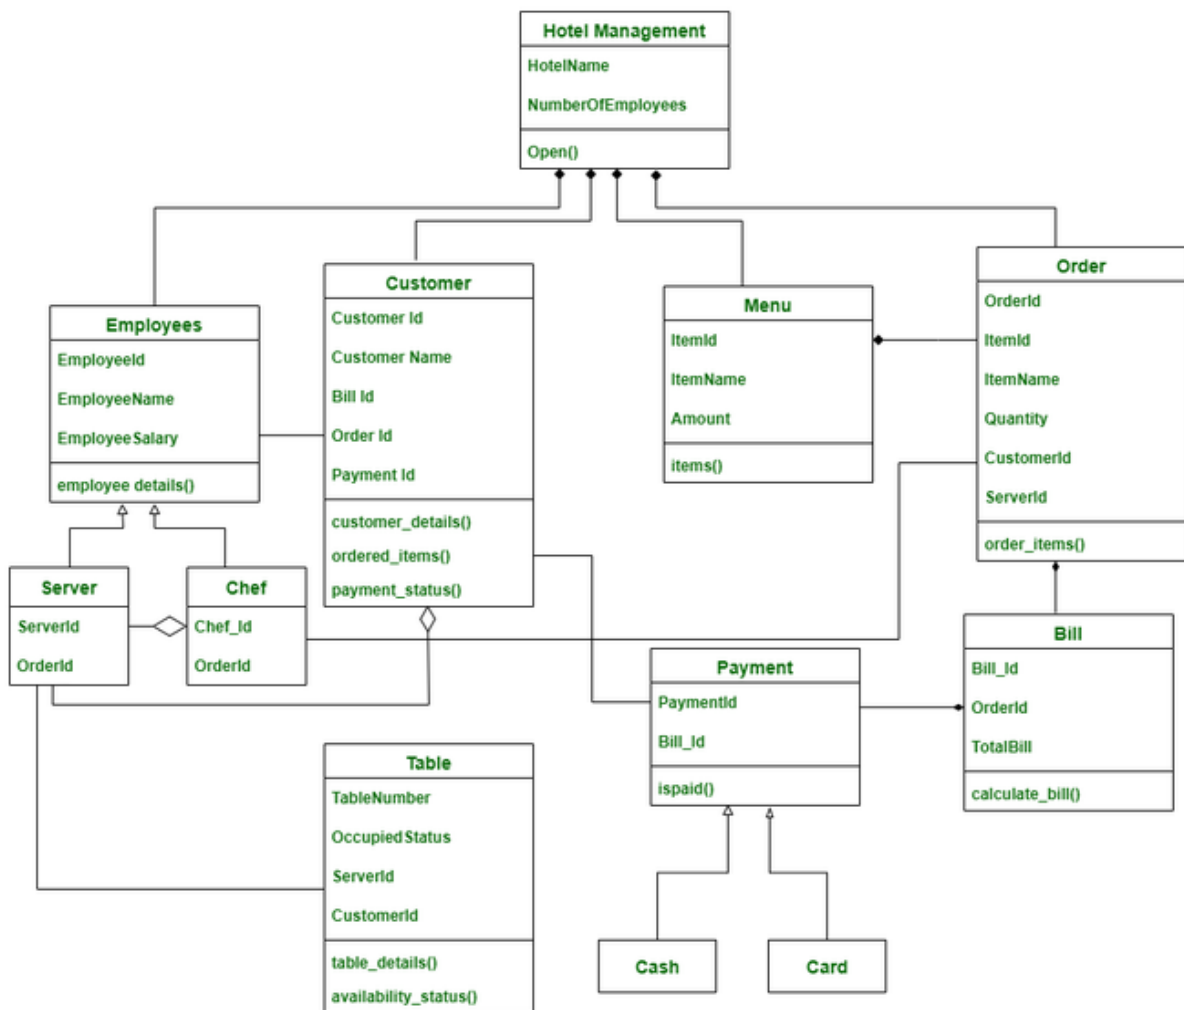 Hotel Management
HotelName
NumberOfEmployees
Open()
Employees
EmployeeId
EmployeeName
EmployeeSalary
employee details()
Customer
Customer Id
Customer Name
Bill Id
Order Id
Payment Id
customer_details()
ordered_items()
payment_status()
Menu
ItemId
ItemName
Amount
items()
Order
OrderId
ItemId
ItemName
Quantity
CustomerId
ServerId
order_items()
Server
ServerId
OrderId
Chef
Chef_Id
OrderId
Payment
PaymentId
Bill_Id
ispaid()
Bill
Bill_Id
OrderId
TotalBill
calculate_bill()
Table
TableNumber
OccupiedStatus
ServerId
CustomerId
table_details()
availability_status()
Cash
Card